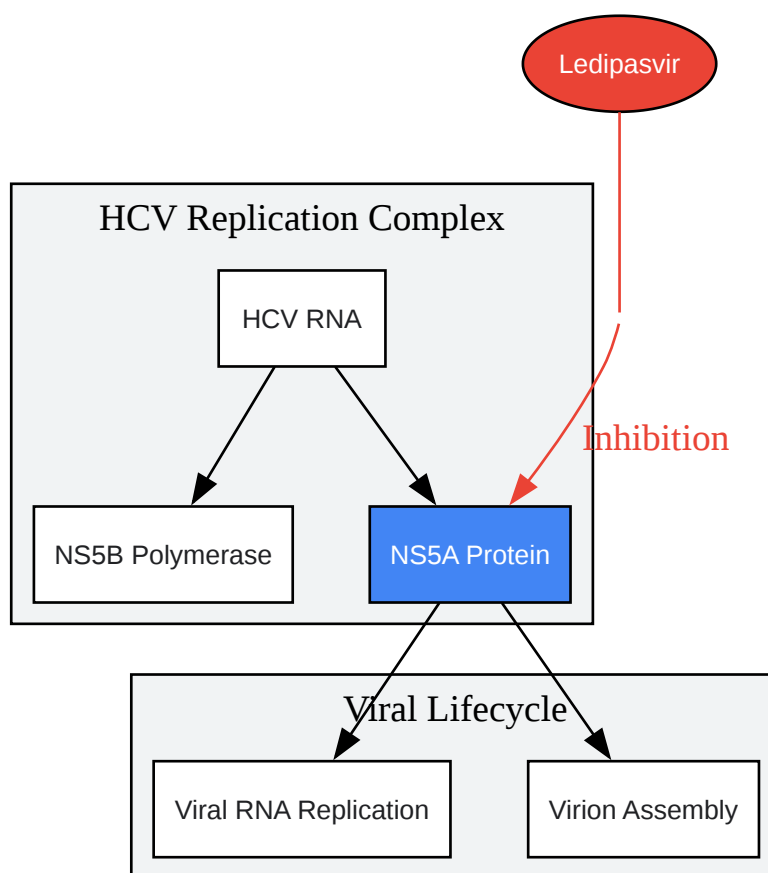 Ledipasvir
HCV Replication Complex
HCV RNA
Inhibition
NS5B Polymerase
NS5A Protein
Viral Lifecycle
Viral RNA Replication
Virion Assembly